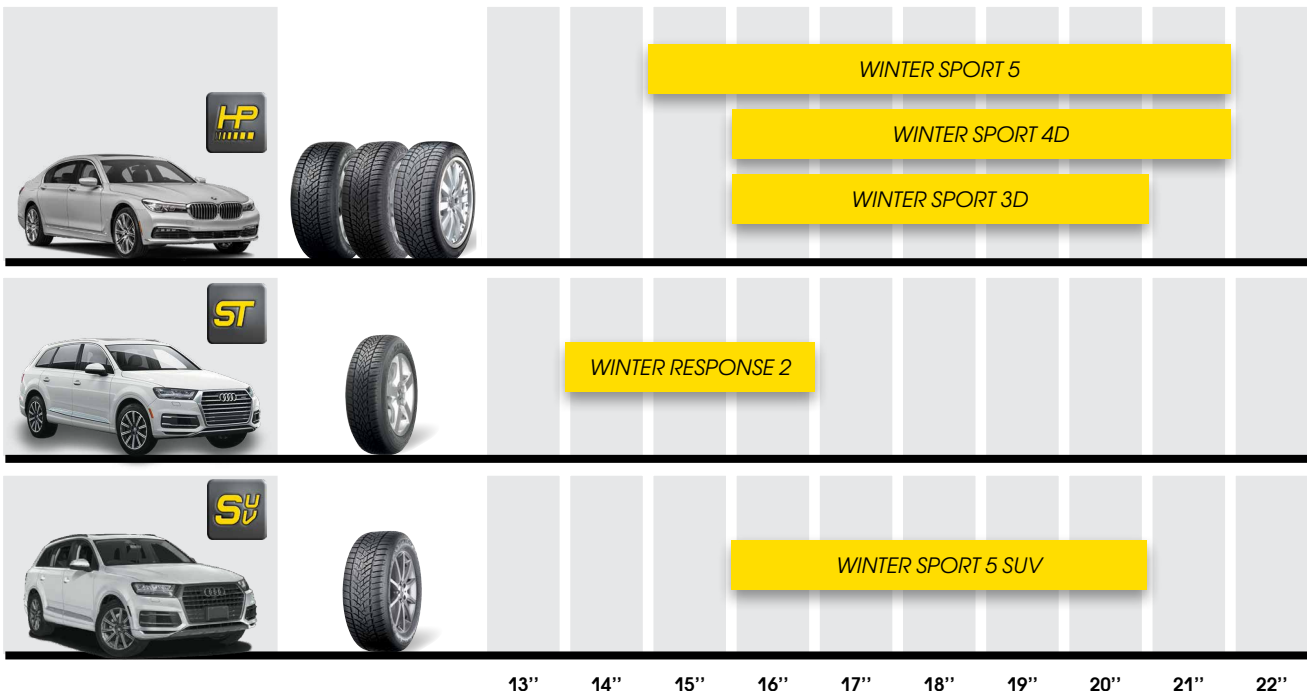 HP
WINTER SPORT 5
WINTER SPORT 4D
WINTER SPORT 3D
ST
WINTER RESPONSE 2
SUV
WINTER SPORT 5 SUV
13’’ 14’’ 15’’ 16’’ 17’’ 18’’ 19’’ 20’’ 21’’ 22’’